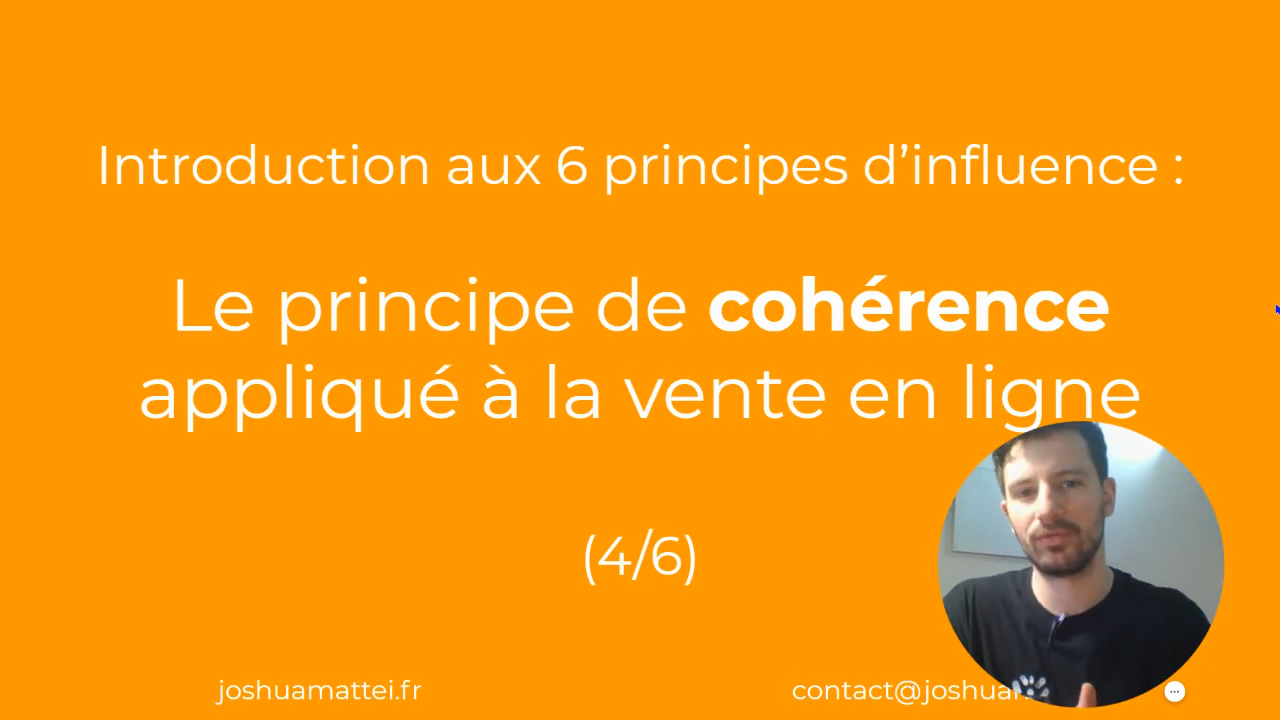 Introduction aux 6 principes d’influence :
Le principe de cohérence
appliqué à la vente en ligne
(4/6)
joshuamattei.fr